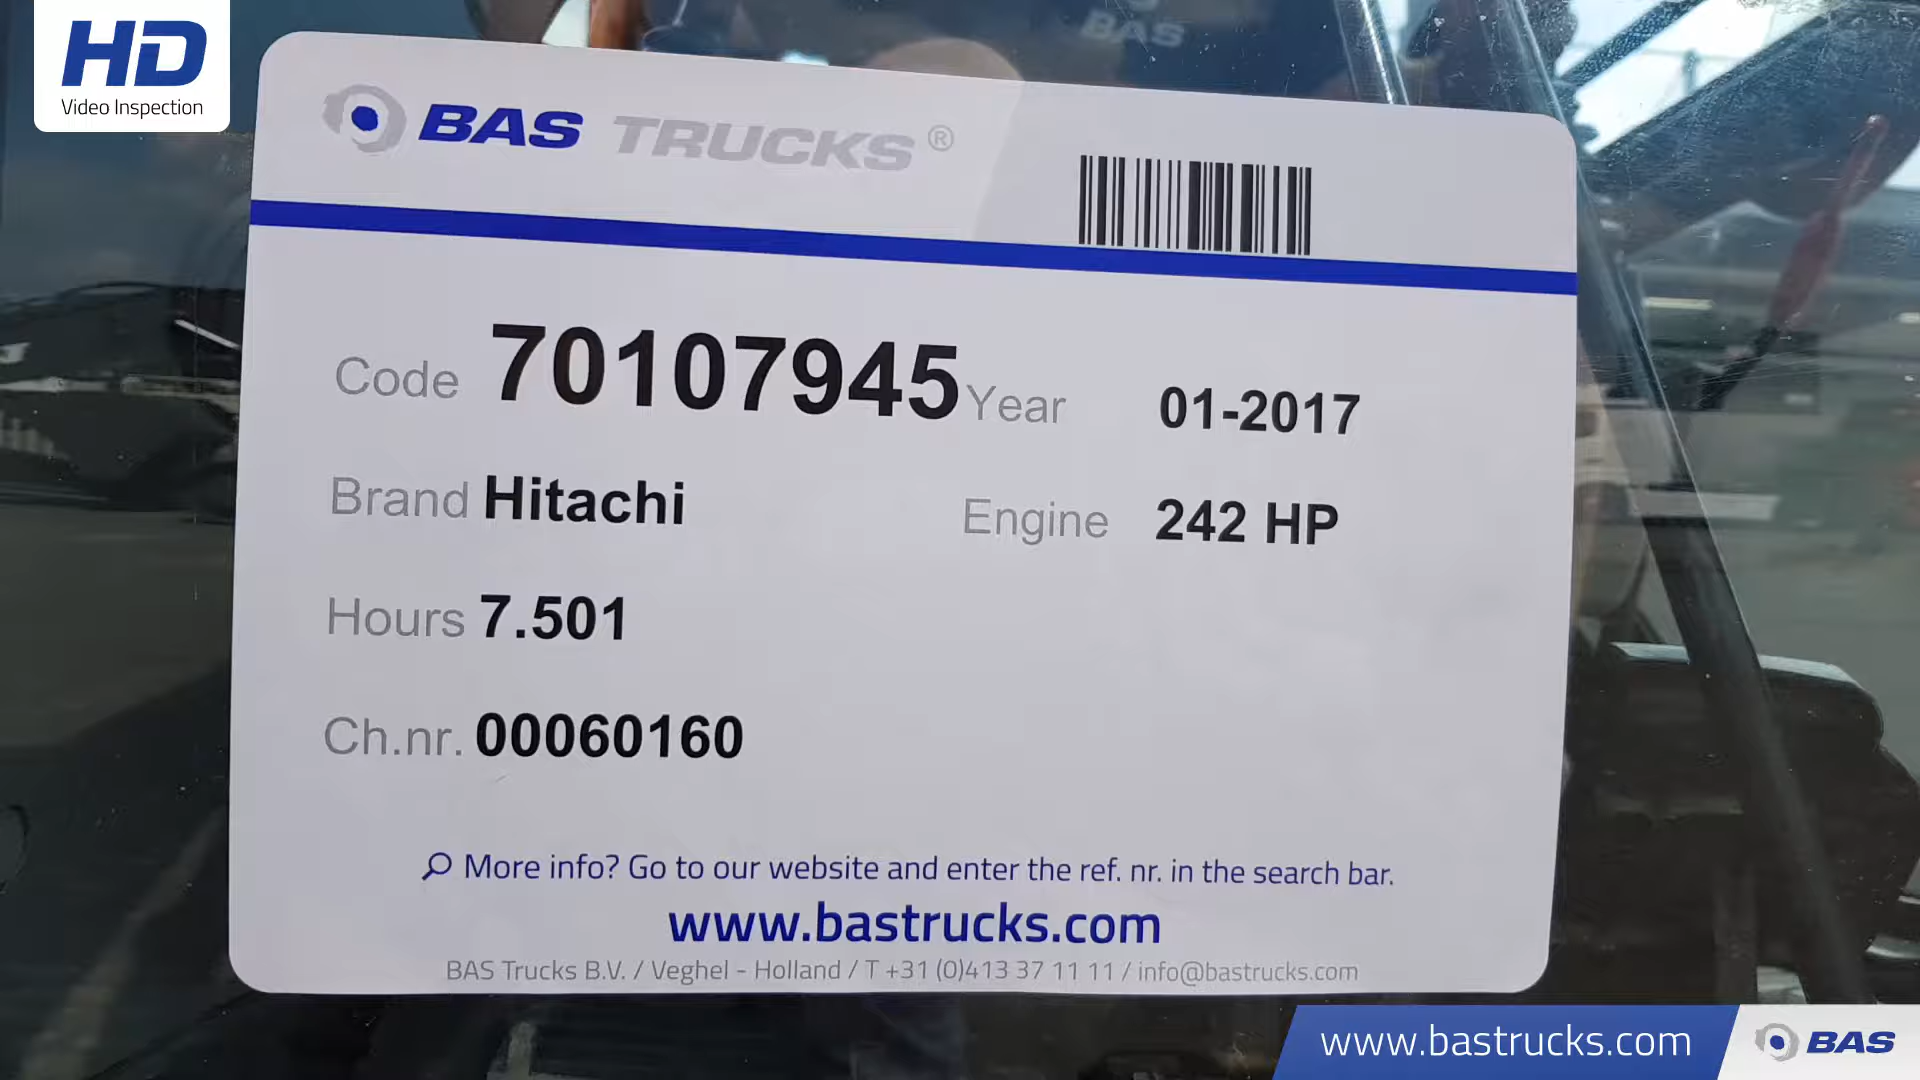 HD
Video Inspection
BAS
BAS TRUCKS®
Code 70107945 Year 01-2017
Brand Hitachi Engine 242 HP
Hours 7.501
Ch.nr. 00060160
More info? Go to our website and enter the ref. nr. in the search bar.
www.bastrucks.com
BAS Trucks B.V. / Veghel - Holland / T +31 (0)413 37 11 11 / info@bastrucks.com
www.bastrucks.com BAS